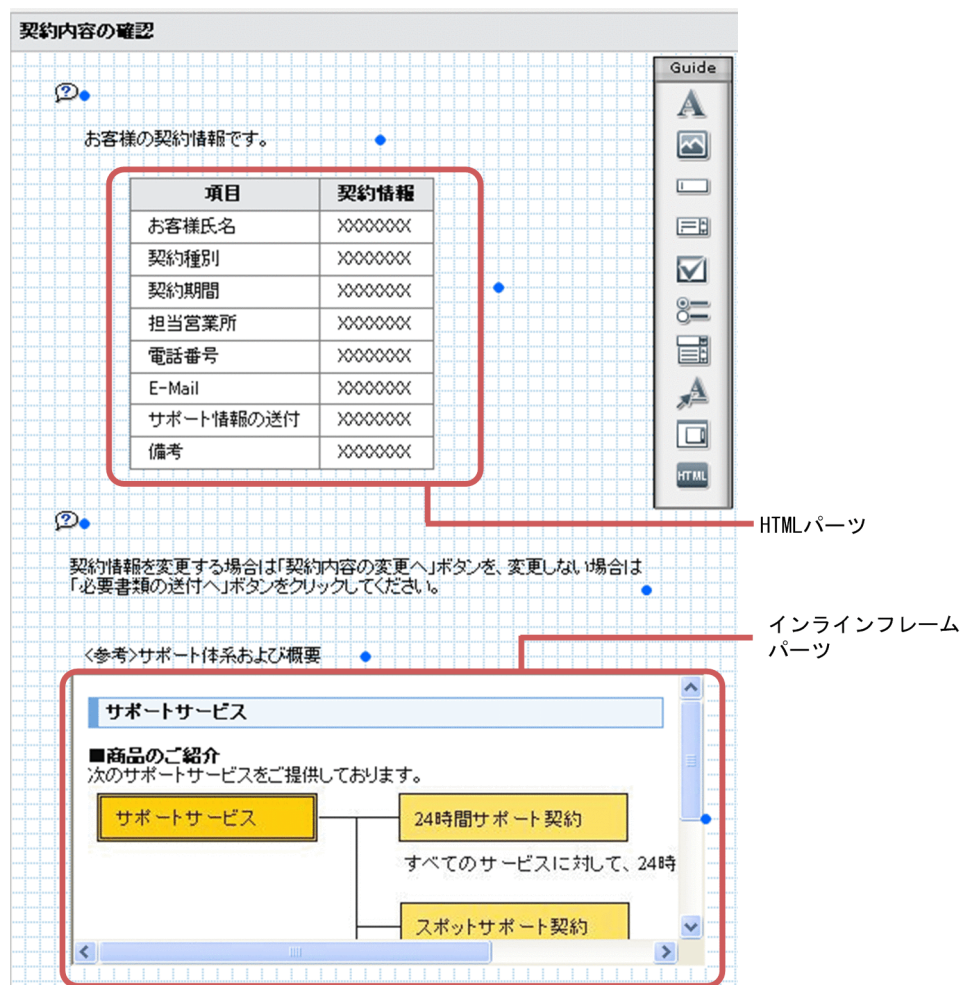 契約内容の確認
Guide
お客様の契約情報です。
項目 契約情報
お客様氏名 XXXXXXX
契約種別 XXXXXXX
契約期間 XXXXXXX
担当営業所 XXXXXXX
電話番号 XXXXXXX
E-Mail XXXXXXX
サポート情報の送付 XXXXXXX
備考 XXXXXXX
HTML
HTMLパーツ
契約情報を変更する場合は「契約内容の変更へ」ボタンを、変更しない場合は
「必要書類の送付へ」ボタンをクリックしてください。
インラインフレーム
パーツ
<参考>サポート体系および概要
サポートサービス
■商品のご紹介
次のサポートサービスをご提供しております。
サポートサービス
24時間サポート契約
すべてのサービスに対して、24時
スポットサポート契約